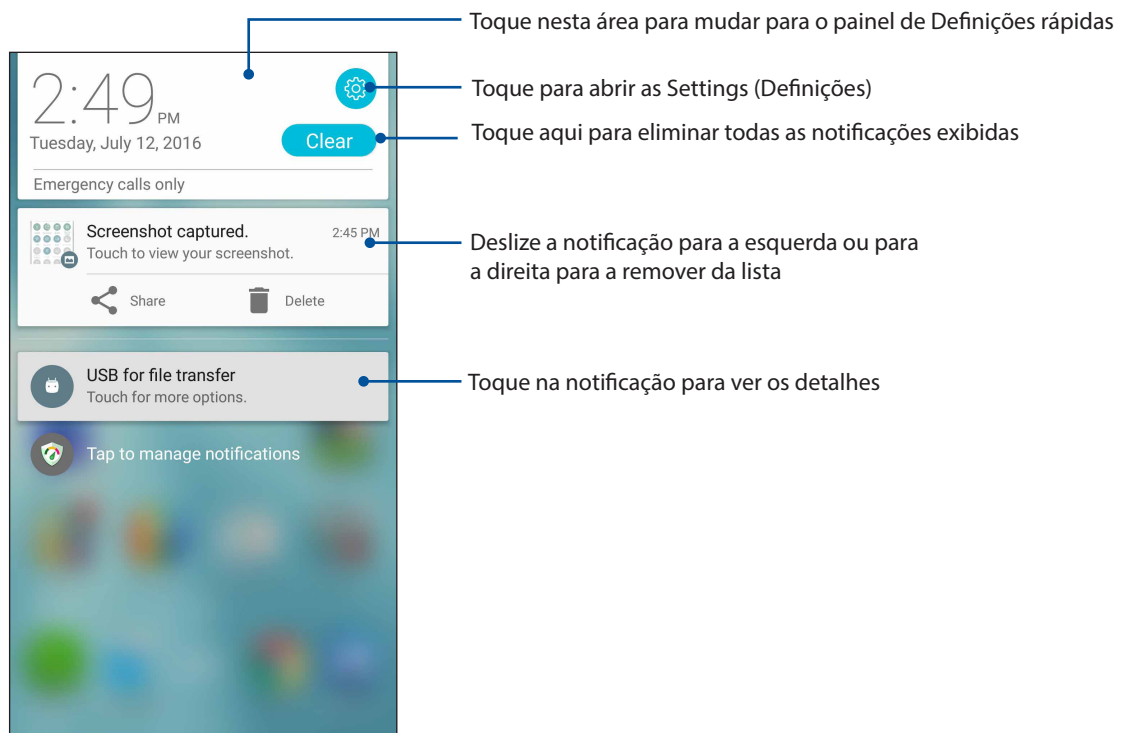 Toque nesta área para mudar para o painel de Definições rápidas
2:49 PM
Toque para abrir as Settings (Definições)
Tuesday, July 12, 2016
Clear
Toque aqui para eliminar todas as notificações exibidas
Emergency calls only
Screenshot captured.
2:45 PM
Touch to view your screenshot.
Deslize a notificação para a esquerda ou para
a direita para a remover da lista
Share
Delete
USB for file transfer
Touch for more options.
Toque na notificação para ver os detalhes
Tap to manage notifications